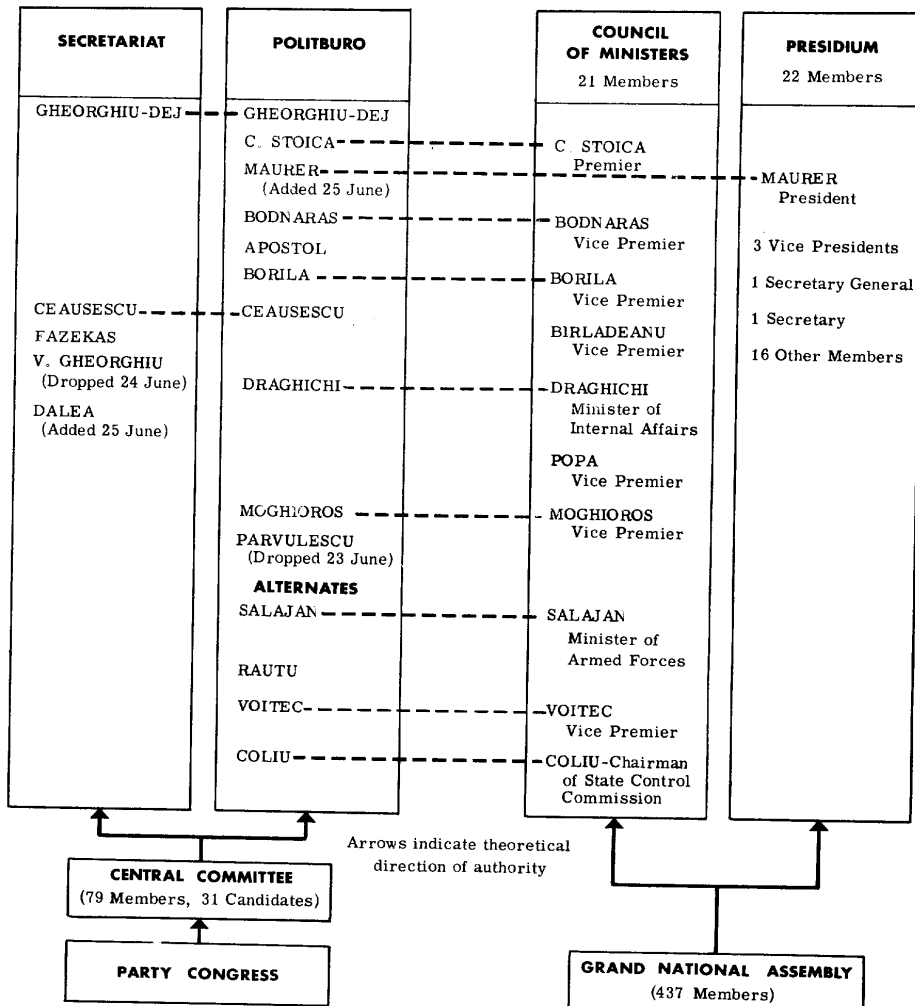 SECRETARIAT
GHEORGHIU-DEJ
CEAUSESCU
FAZEKAS
V. GHEORGHIU
(Dropped 24 June)
DALEA
(Added 25 June)
POLITBURO
GHEORGHIU-DEJ
C. STOICA
MAURER
(Added 25 June)
BODNARAS
APOSTOL
BORILA
CEAUSESCU
DRAGHICHI
MOGHIOROS
PARVULESCU
(Dropped 23 June)
ALTERNATES
SALAJAN
RAUTU
VOITEC
COLIU
COUNCIL
OF MINISTERS
21 Members
C. STOICA
Premier
BODNARAS
Vice Premier
BORILA
Vice Premier
BIRLADEANU
Vice Premier
DRAGHICHI
Minister of
Internal Affairs
POPA
Vice Premier
MOGHIOROS
Vice Premier
SALAJAN
Minister of
Armed Forces
VOITEC
Vice Premier
COLIU-Chairman
of State Control
Commission
PRESIDIUM
22 Members
MAURER
President
3 Vice Presidents
1 Secretary General
1 Secretary
16 Other Members
Arrows indicate theoretical
direction of authority
CENTRAL COMMITTEE
(79 Members, 31 Candidates)
PARTY CONGRESS
GRAND NATIONAL ASSEMBLY
(437 Members)